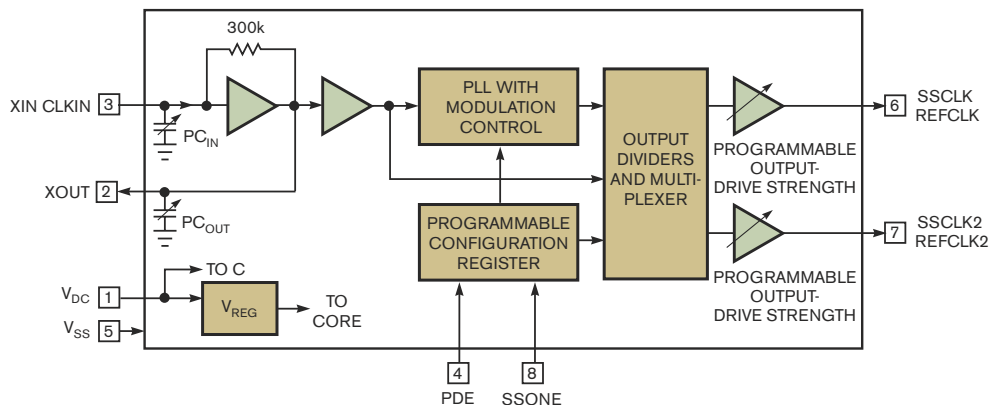 300k
XIN CLKIN
3
PC_IN
PLL WITH
MODULATION
CONTROL
OUTPUT
DIVIDERS
AND MULTI-
PLEXER
6
SSCLK
REFCLK
PROGRAMMABLE
OUTPUT-
DRIVE STRENGTH
XOUT
2
PC_OUT
PROGRAMMABLE
CONFIGURATION
REGISTER
7
SSCLK2
REFCLK2
PROGRAMMABLE
OUTPUT-
DRIVE STRENGTH
TO C
V_DC
1
V_REG
TO
CORE
V_SS
5
4
PDE
8
SSONE